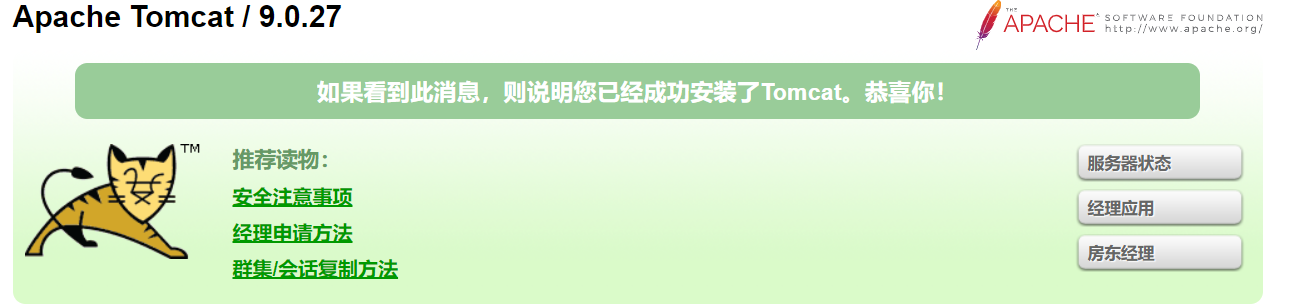 Apache Tomcat / 9.0.27
THE
APACHE® SOFTWARE FOUNDATION
http://www.apache.org/
如果看到此消息，则说明您已经成功安装了Tomcat。恭喜你！
TM
推荐读物：
安全注意事项
经理申请方法
群集/会话复制方法
服务器状态
经理应用
房东经理